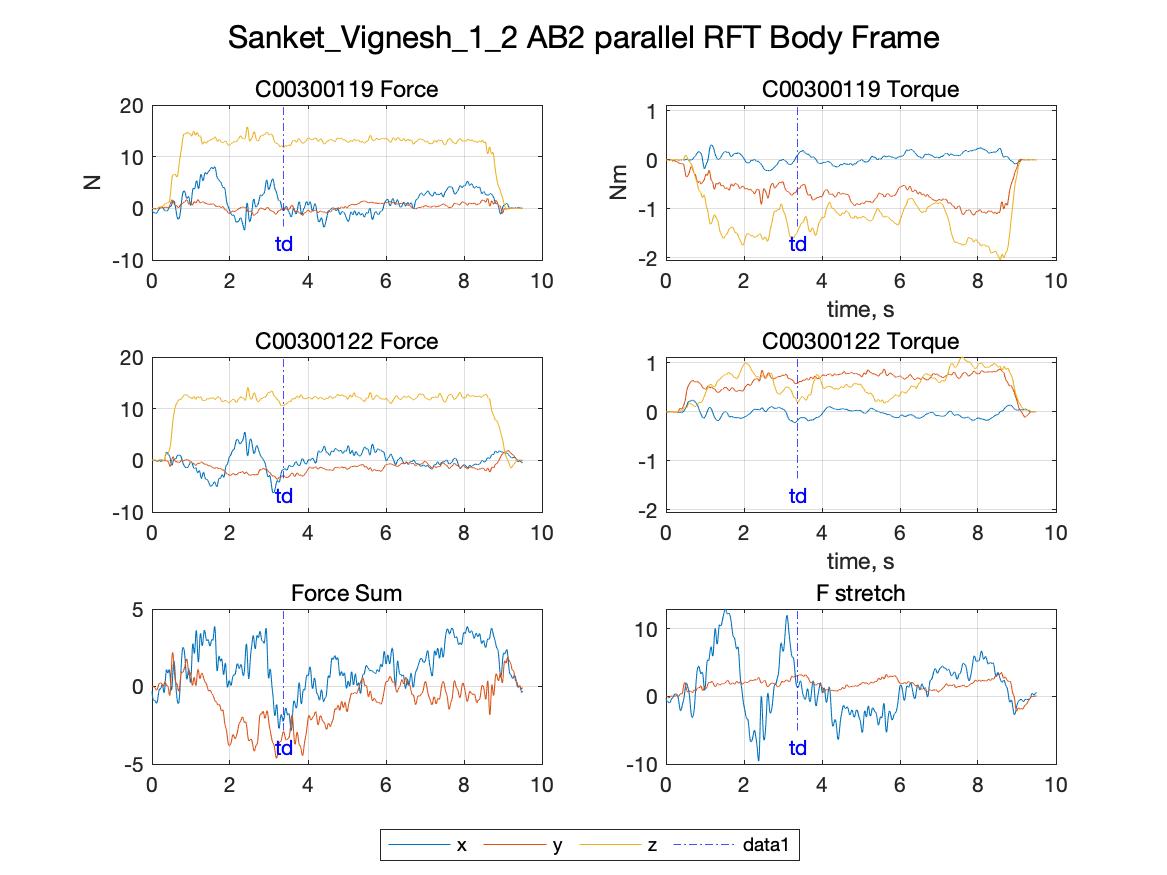 Sanket_Vignesh_1_2 AB2 parallel RFT Body Frame
C00300119 Force
20
10
0
-10
N
td
0 2 4 6 8 10
C00300119 Torque
1
0
-1
-2
Nm
td
0 2 4 6 8 10
time, s
C00300122 Force
20
10
0
-10
td
0 2 4 6 8 10
C00300122 Torque
1
0
-1
-2
td
0 2 4 6 8 10
time, s
Force Sum
5
0
-5
td
0 2 4 6 8 10
F stretch
10
0
-10
td
0 2 4 6 8 10
x y z data1